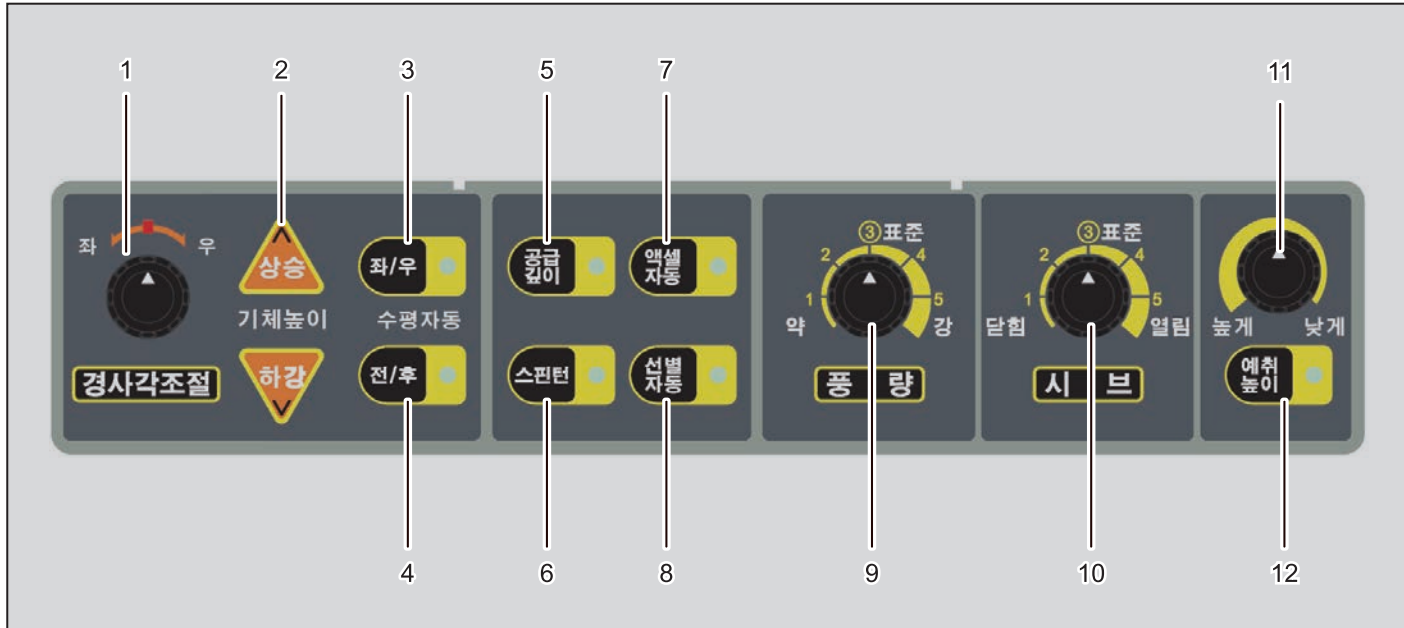 1
2
3
5
7
11
좌
우
상승
기체높이
하강
경사각조절
좌/우
수평자동
전/후
공급
깊이
액셀
자동
스핀턴
선별
자동
1
2
③표준
4
5
약
강
풍 량
1
2
③표준
4
5
닫힘
열림
시 브
높게
낮게
예취
높이
4
6
8
9
10
12